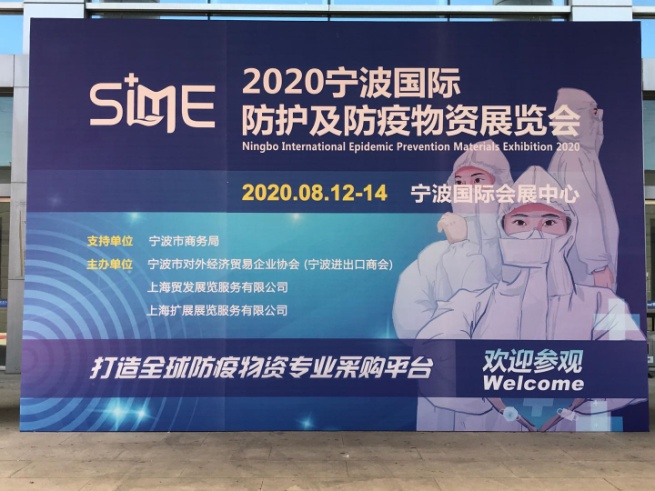 SIME
2020宁波国际
防护及防疫物资展览会
Ningbo International Epidemic Prevention Materials Exhibition 2020
2020.08.12-14 宁波国际会展中心
支持单位 宁波市商务局
主办单位 宁波市对外经济贸易企业协会 (宁波进出口商会)
上海贸发展览服务有限公司
上海扩展展览服务有限公司
打造全球防疫物资专业采购平台
欢迎参观
Welcome